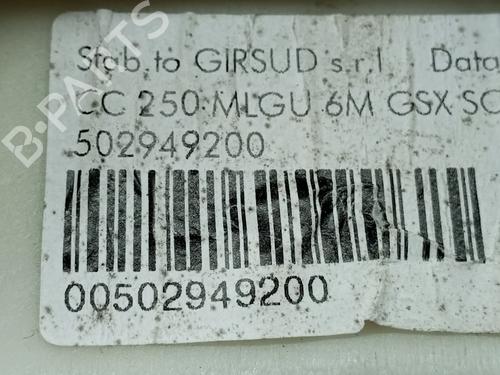 Stab.to GIRSUD s.r.l. Data
CC 250 MLGU 6M GSX SC
502949200
00502949200
B-PARTS